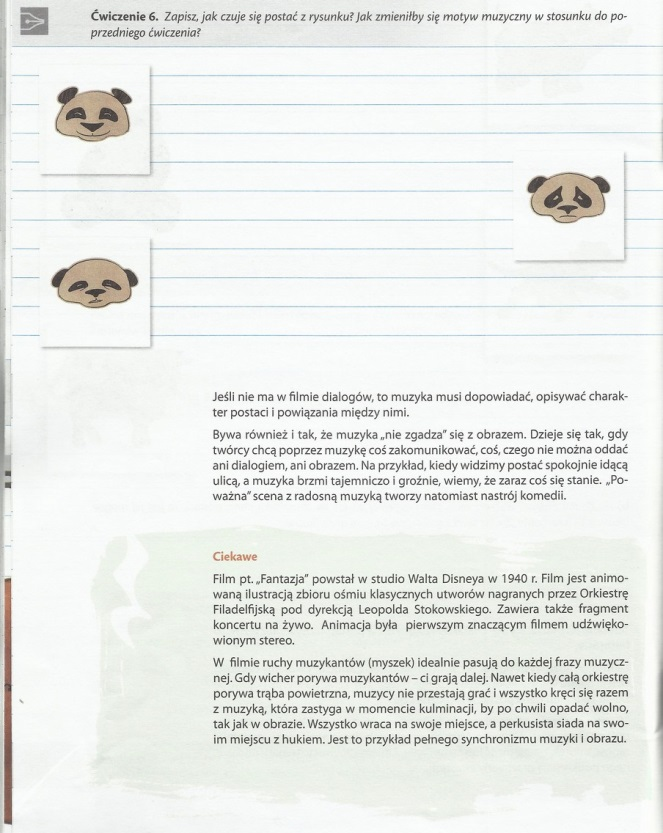 Ćwiczenie 6. Zapisz, jak czuje się postać z rysunku? Jak zmieniłby się motyw muzyczny w stosunku do po-
przedniego ćwiczenia?
Jeśli nie ma w filmie dialogów, to muzyka musi dopowiadać, opisywać charak-
ter postaci i powiązania między nimi.
Bywa również i tak, że muzyka „nie zgadza” się z obrazem. Dzieje się tak, gdy
twórcy chcą poprzez muzykę coś zakomunikować, coś, czego nie można oddać
ani dialogiem, ani obrazem. Na przykład, kiedy widzimy postać spokojnie idącą
ulicą, a muzyka brzmi tajemniczo i groźnie, wiemy, że zaraz coś się stanie. „Po-
ważna” scena z radosną muzyką tworzy natomiast nastrój komedii.
Ciekawe
Film pt. „Fantazja” powstał w studio Walta Disneya w 1940 r. Film jest animo-
waną ilustracją zbioru ośmiu klasycznych utworów nagranych przez Orkiestrę
Filadelfijską pod dyrekcją Leopolda Stokowskiego. Zawiera także fragment
koncertu na żywo. Animacja była pierwszym znaczącym filmem udźwięko-
wionym stereo.
W filmie ruchy muzykantów (myszek) idealnie pasują do każdej frazy muzycz-
nej. Gdy wicher porywa muzykantów – ci grają dalej. Nawet kiedy całą orkiestrę
porywa trąba powietrzna, muzycy nie przestają grać i wszystko kręci się razem
z muzyką, która zastyga w momencie kulminacji, by po chwili opadać wolno,
tak jak w obrazie. Wszystko wraca na swoje miejsce, a perkusista siada na swo-
im miejscu z hukiem. Jest to przykład pełnego synchronizmu muzyki i obrazu.